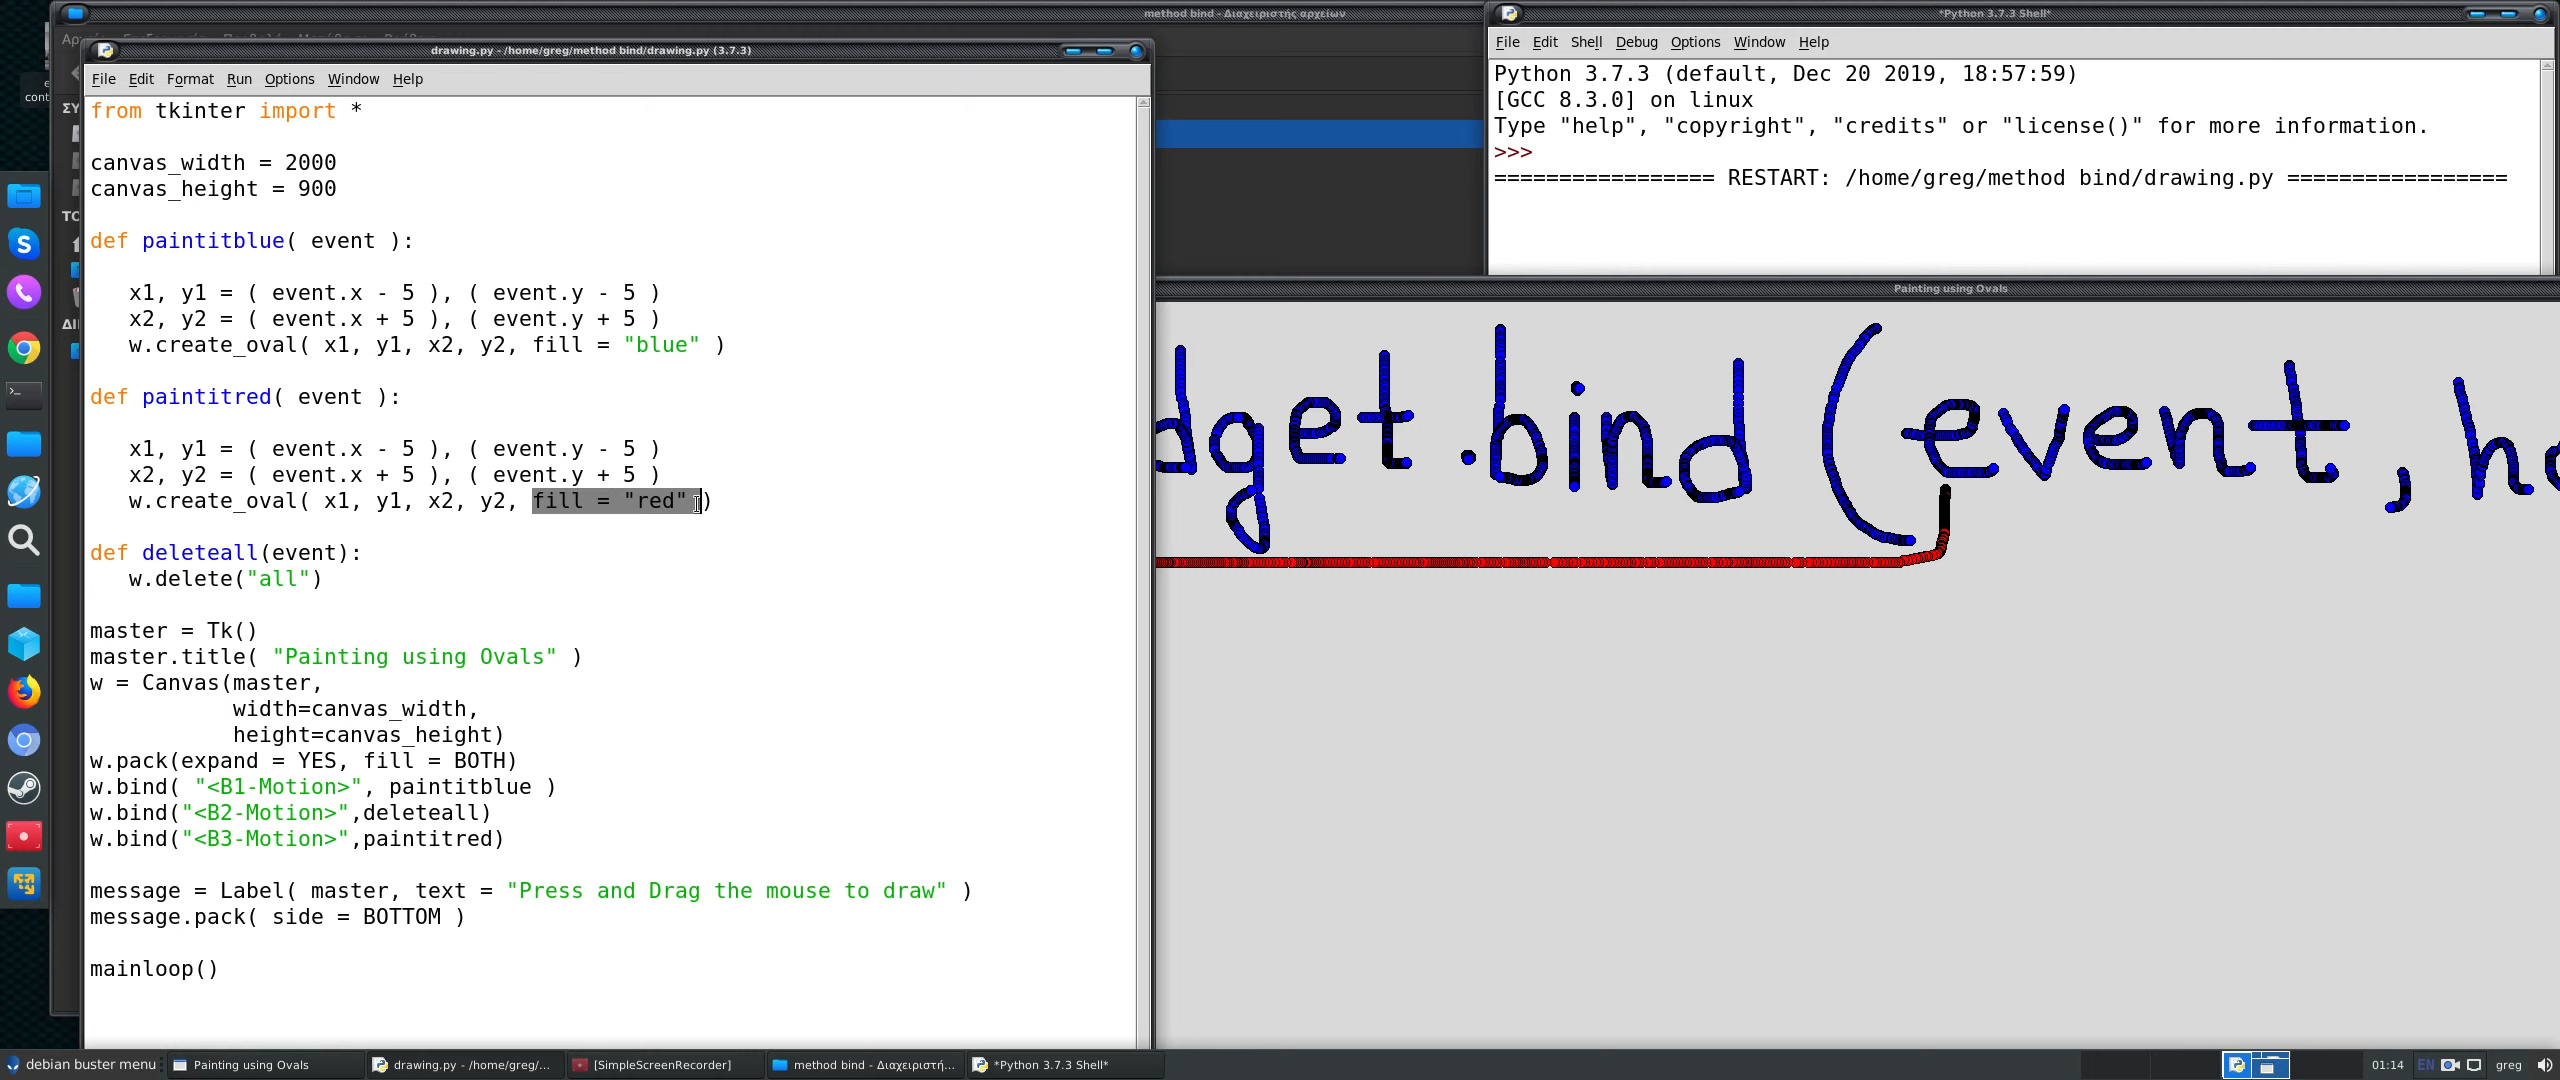 method bind - Διαχειριστής αρχείων
drawing.py - /home/greg/method bind/drawing.py (3.7.3)
File Edit Format Run Options Window Help
from tkinter import *
canvas_width = 2000
canvas_height = 900
def paintitblue( event ):
x1, y1 = ( event.x - 5 ), ( event.y - 5 )
x2, y2 = ( event.x + 5 ), ( event.y + 5 )
w.create_oval( x1, y1, x2, y2, fill = "blue" )
def paintitred( event ):
x1, y1 = ( event.x - 5 ), ( event.y - 5 )
x2, y2 = ( event.x + 5 ), ( event.y + 5 )
w.create_oval( x1, y1, x2, y2, fill = "red" )
def deleteall(event):
w.delete("all")
master = Tk()
master.title( "Painting using Ovals" )
w = Canvas(master,
width=canvas_width,
height=canvas_height)
w.pack(expand = YES, fill = BOTH)
w.bind( "<B1-Motion>", paintitblue )
w.bind("<B2-Motion>",deleteall)
w.bind("<B3-Motion>",paintitred)
message = Label( master, text = "Press and Drag the mouse to draw" )
message.pack( side = BOTTOM )
mainloop()
*Python 3.7.3 Shell*
File Edit Shell Debug Options Window Help
Python 3.7.3 (default, Dec 20 2019, 18:57:59)
[GCC 8.3.0] on linux
Type "help", "copyright", "credits" or "license()" for more information.
>>>
================= RESTART: /home/greg/method bind/drawing.py =================
Painting using Ovals
dget.bind (event, ha
debian buster menu Painting using Ovals drawing.py - /home/greg/... [SimpleScreenRecorder] method bind - Διαχειριστή... *Python 3.7.3 Shell* 01:14 EN greg